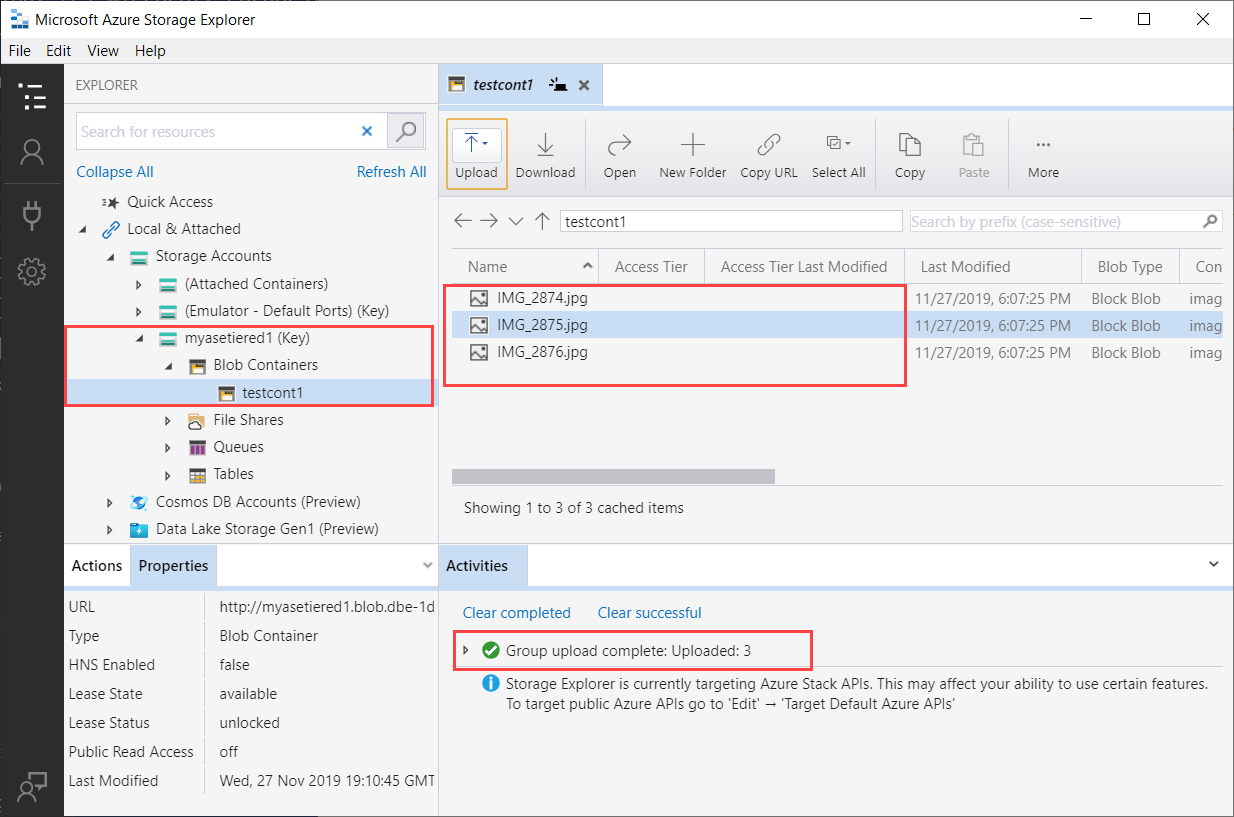 Microsoft Azure Storage Explorer
File Edit View Help
EXPLORER
Search for resources
Collapse All Refresh All
Quick Access
Local & Attached
Storage Accounts
(Attached Containers)
(Emulator - Default Ports) (Key)
myasetiered1 (Key)
Blob Containers
testcont1
File Shares
Queues
Tables
Cosmos DB Accounts (Preview)
Data Lake Storage Gen1 (Preview)
Actions Properties
URL http://myasetiered1.blob.dbe-1d
Type Blob Container
HNS Enabled false
Lease State available
Lease Status unlocked
Public Read Access off
Last Modified Wed, 27 Nov 2019 19:10:45 GMT
testcont1
Upload Download Open New Folder Copy URL Select All Copy Paste More
testcont1 Search by prefix (case-sensitive)
Name Access Tier Access Tier Last Modified Last Modified Blob Type Con
IMG_2874.jpg 11/27/2019, 6:07:25 PM Block Blob imag
IMG_2875.jpg 11/27/2019, 6:07:25 PM Block Blob imag
IMG_2876.jpg 11/27/2019, 6:07:25 PM Block Blob imag
Showing 1 to 3 of 3 cached items
Activities
Clear completed Clear successful
Group upload complete: Uploaded: 3
Storage Explorer is currently targeting Azure Stack APIs. This may affect your ability to use certain features.
To target public Azure APIs go to 'Edit' → 'Target Default Azure APIs'